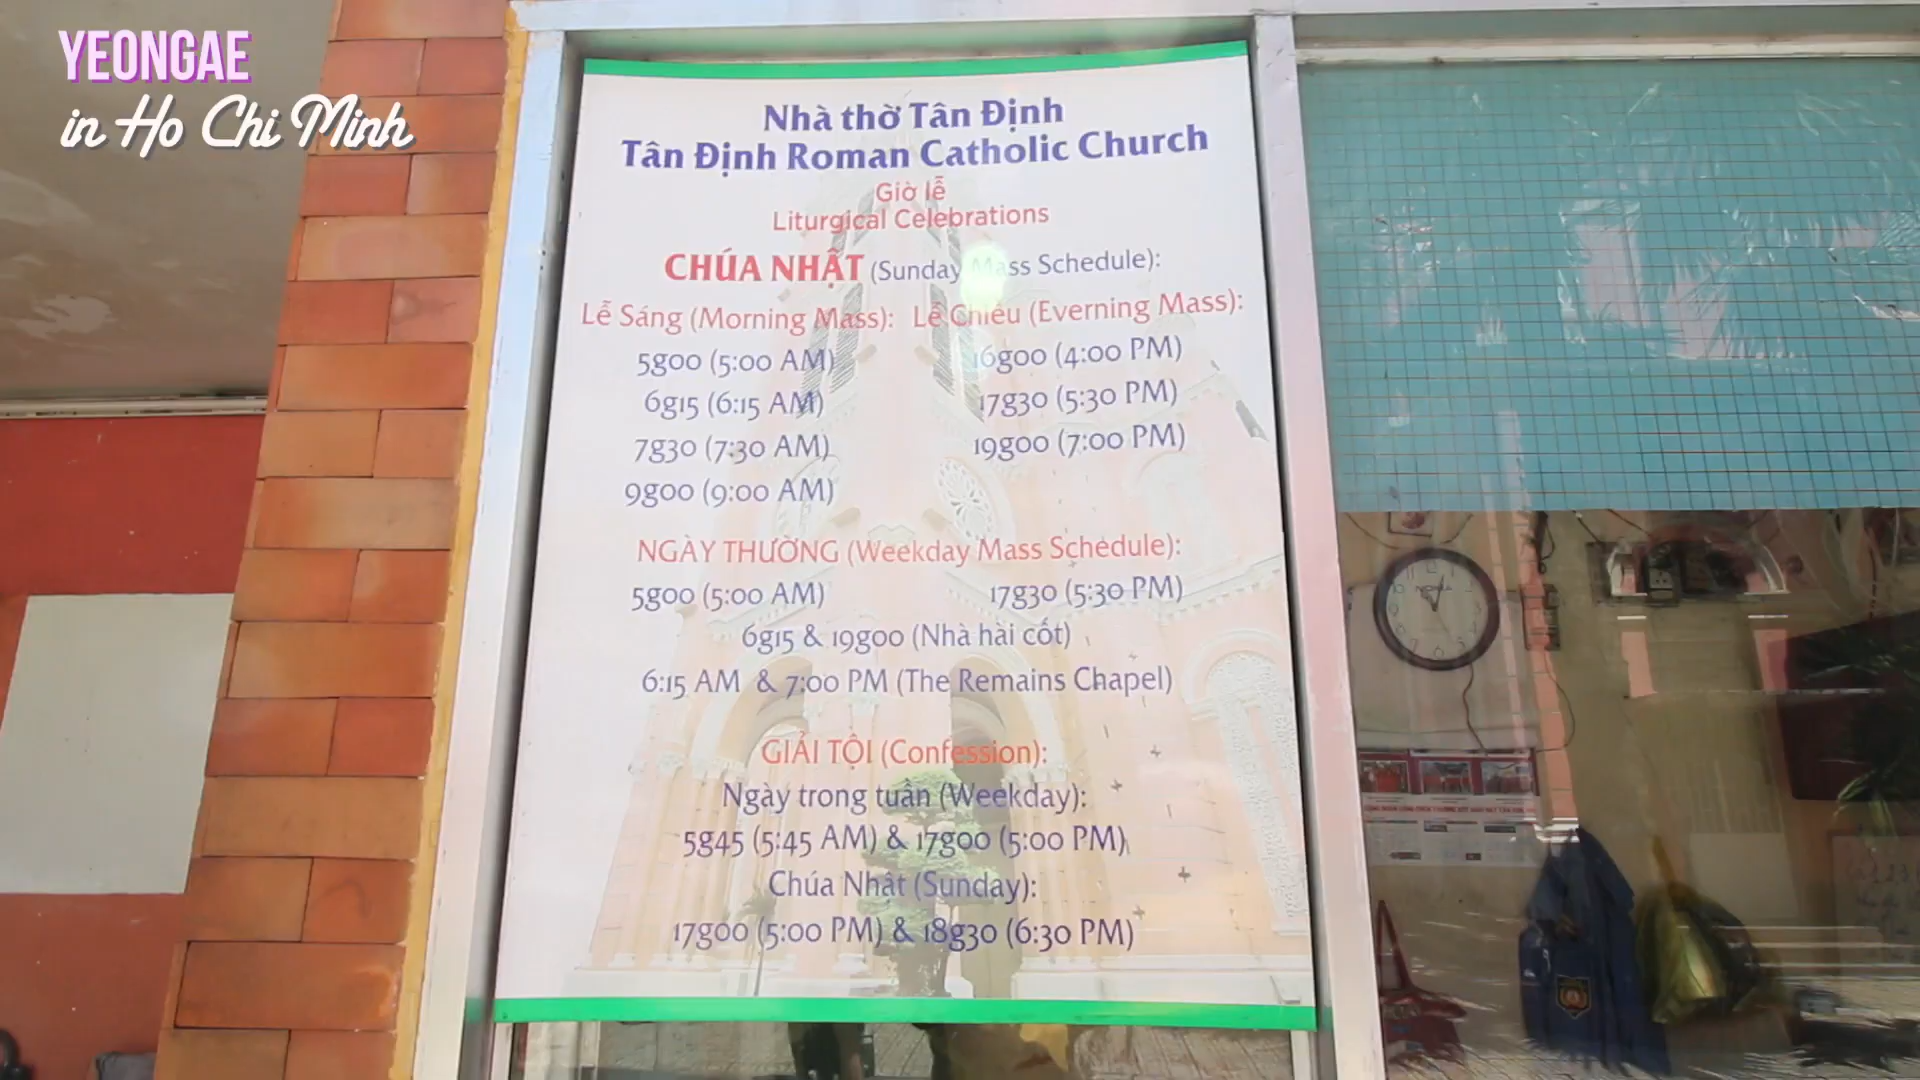 YEONGAE
in Ho Chi Minh
Nhà thờ Tân Định
Tân Định Roman Catholic Church
Giờ lễ
Liturgical Celebrations
CHÚA NHẬT (Sunday Mass Schedule):
Lễ Sáng (Morning Mass): Lễ Chiều (Everning Mass):
5g00 (5:00 AM) 16g00 (4:00 PM)
6g15 (6:15 AM) 17g30 (5:30 PM)
7g30 (7:30 AM) 19g00 (7:00 PM)
9g00 (9:00 AM)
NGÀY THƯỜNG (Weekday Mass Schedule):
5g00 (5:00 AM) 17g30 (5:30 PM)
6g15 & 19g00 (Nhà hài cốt)
6:15 AM & 7:00 PM (The Remains Chapel)
GIẢI TỘI (Confession):
Ngày trong tuần (Weekday):
5g45 (5:45 AM) & 17g00 (5:00 PM)
Chúa Nhật (Sunday):
17g00 (5:00 PM) & 18g30 (6:30 PM)